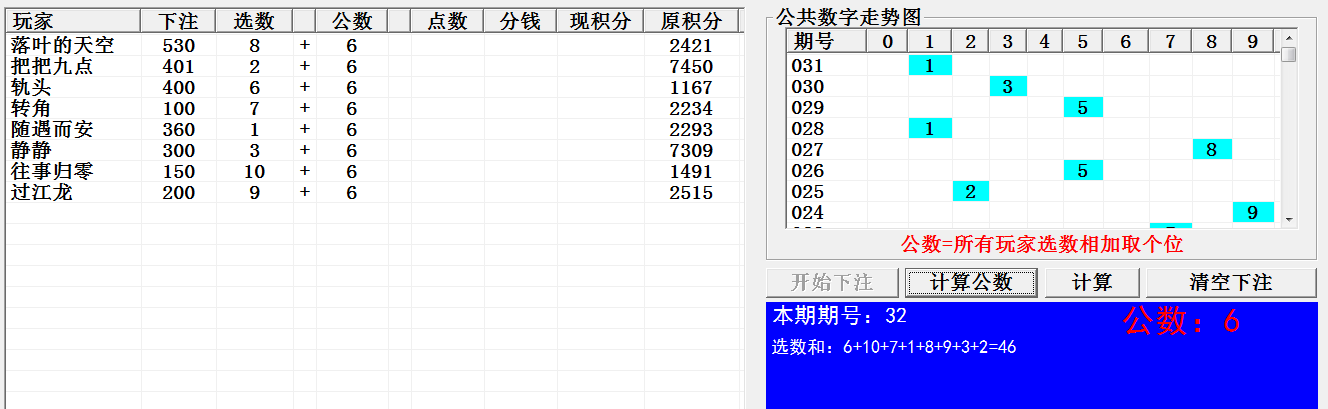 玩家 下注 选数 公数 点数 分钱 现积分 原积分
落叶的天空 530 8 + 6 2421
把把九点 401 2 + 6 7450
轨头 400 6 + 6 1167
转角 100 7 + 6 2234
随遇而安 360 1 + 6 2293
静静 300 3 + 6 7309
往事归零 150 10 + 6 1491
过江龙 200 9 + 6 2515
公共数字走势图
期号 0 1 2 3 4 5 6 7 8 9
031 1
030 3
029 5
028 1
027 8
026 5
025 2
024 9
公数=所有玩家选数相加取个位
开始下注 计算公数 计算 清空下注
本期期号：32 公数：6
选数和：6+10+7+1+8+9+3+2=46